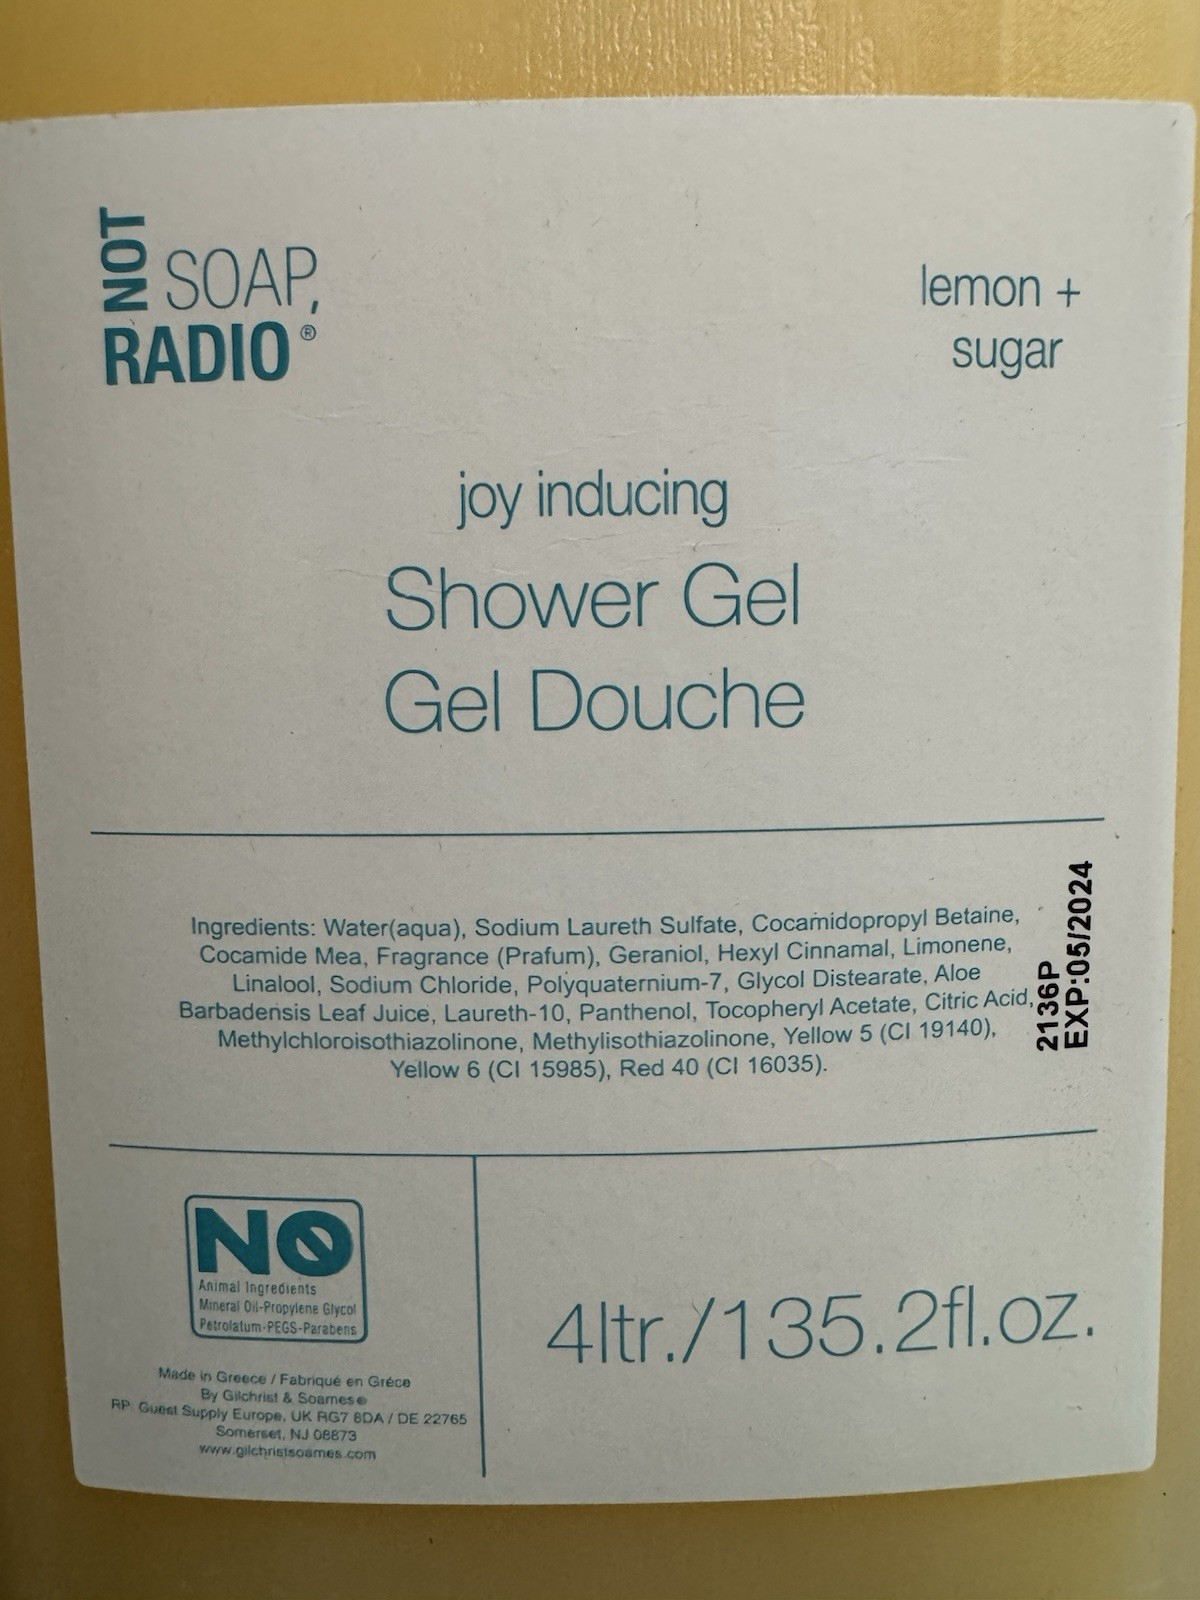 NOT
SOAP,
RADIO®
lemon +
sugar
joy inducing
Shower Gel
Gel Douche
Ingredients: Water(aqua), Sodium Laureth Sulfate, Cocamidopropyl Betaine,
Cocamide Mea, Fragrance (Prafum), Geraniol, Hexyl Cinnamal, Limonene,
Linalool, Sodium Chloride, Polyquaternium-7, Glycol Distearate, Aloe
Barbadensis Leaf Juice, Laureth-10, Panthenol, Tocopheryl Acetate, Citric Acid,
Methylchloroisothiazolinone, Methylisothiazolinone, Yellow 5 (CI 19140),
Yellow 6 (CI 15985), Red 40 (CI 16035).
2136P
EXP:05/2024
NO
Animal Ingredients
Mineral Oil-Propylene Glycol
Petrolatum-PEGS-Parabens
Made in Greece / Fabriqué en Gréce
By Gilchrist & Soames®
RP: Guest Supply Europe, UK RG7 8DA / DE 22765
Somerset, NJ 08873
www.gilchristsoames.com
4ltr./135.2fl.oz.